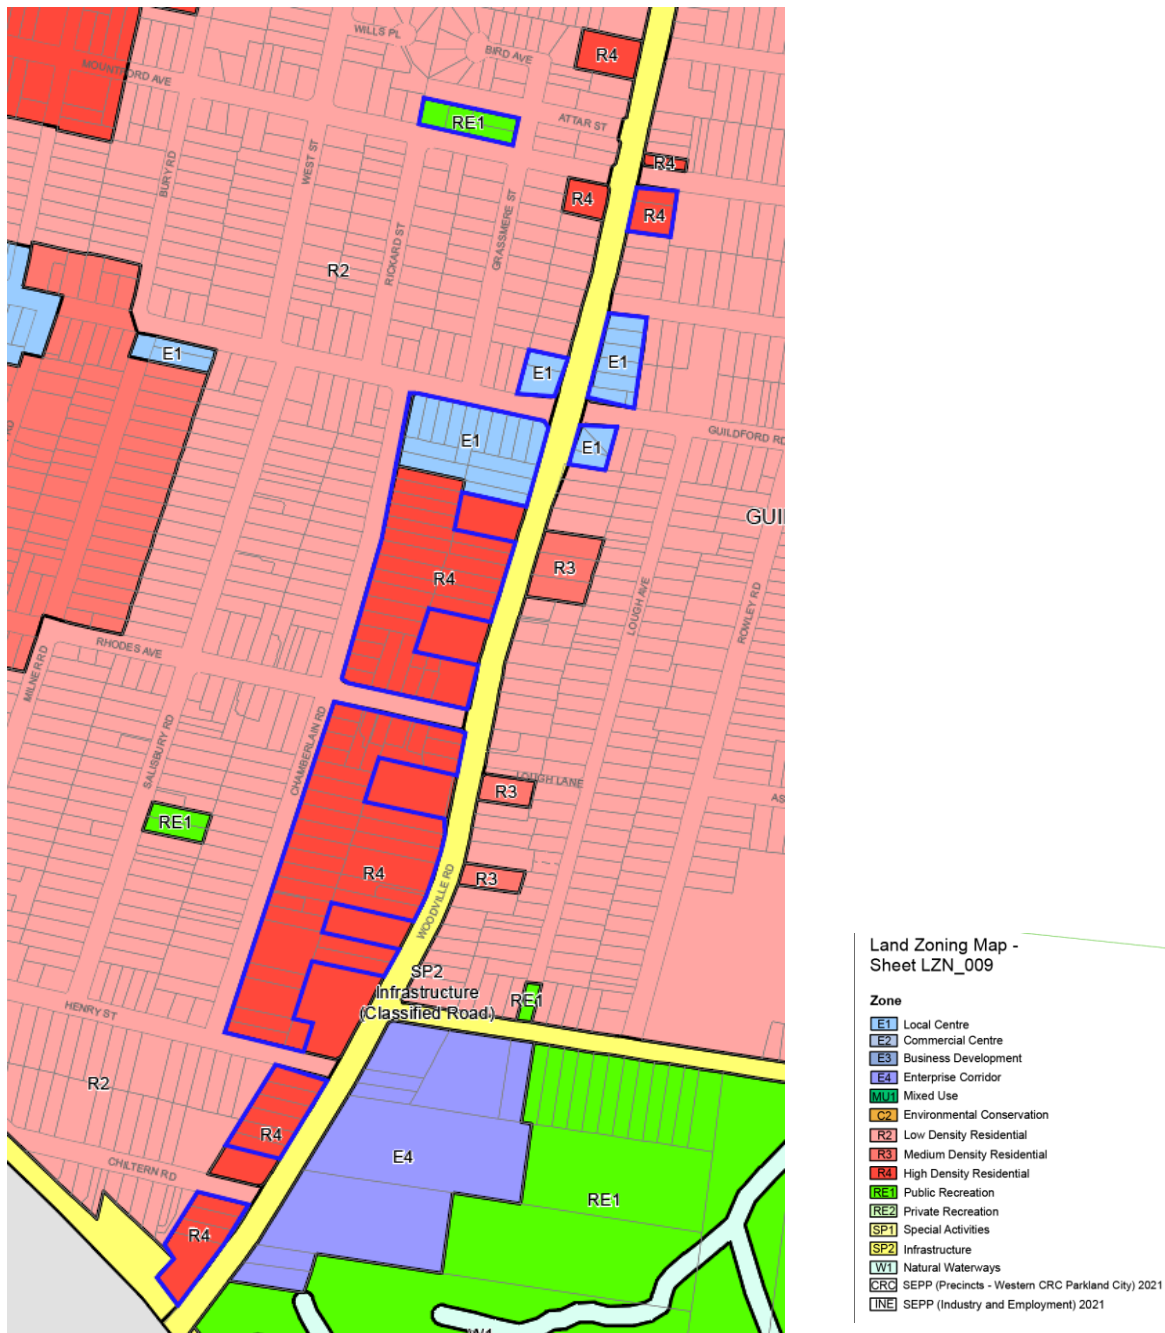 WILLS PL
BIRD AVE
R4
MOUNTFORD AVE
RE1
ATTAR ST
WEST ST
BURY RD
R4
R4
R4
GRASSMERE ST
RICKARD ST
R2
E1
E1
E1
E1
E1
GUILDFORD RD
GUI
R4
R3
LOUGH AVE
ROWLEY RD
RHODES AVE
MILNER RD
SALISBURY RD
CHAMBERLAIN RD
LOUGH LANE
R3
AS
RE1
R4
R3
WOODVILLE RD
SP2
Infrastructure
(Classified Road)
RE1
HENRY ST
R2
R4
E4
CHILTERN RD
RE1
R4
W1
Land Zoning Map -
Sheet LZN_009
Zone
E1 Local Centre
E2 Commercial Centre
E3 Business Development
E4 Enterprise Corridor
MU1 Mixed Use
C2 Environmental Conservation
R2 Low Density Residential
R3 Medium Density Residential
R4 High Density Residential
RE1 Public Recreation
RE2 Private Recreation
SP1 Special Activities
SP2 Infrastructure
W1 Natural Waterways
CRC SEPP (Precincts - Western CRC Parkland City) 2021
INE SEPP (Industry and Employment) 2021